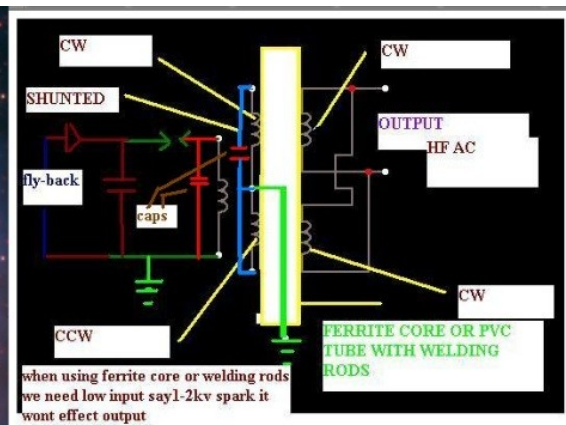 CW
CW
SHUNTED
OUTPUT
HF AC
fly-back
caps
CW
CCW
FERRITE CORE OR PVC
TUBE WITH WELDING
RODS
when using ferrite core or welding rods
we need low input say1-2kv spark it
wont effect output